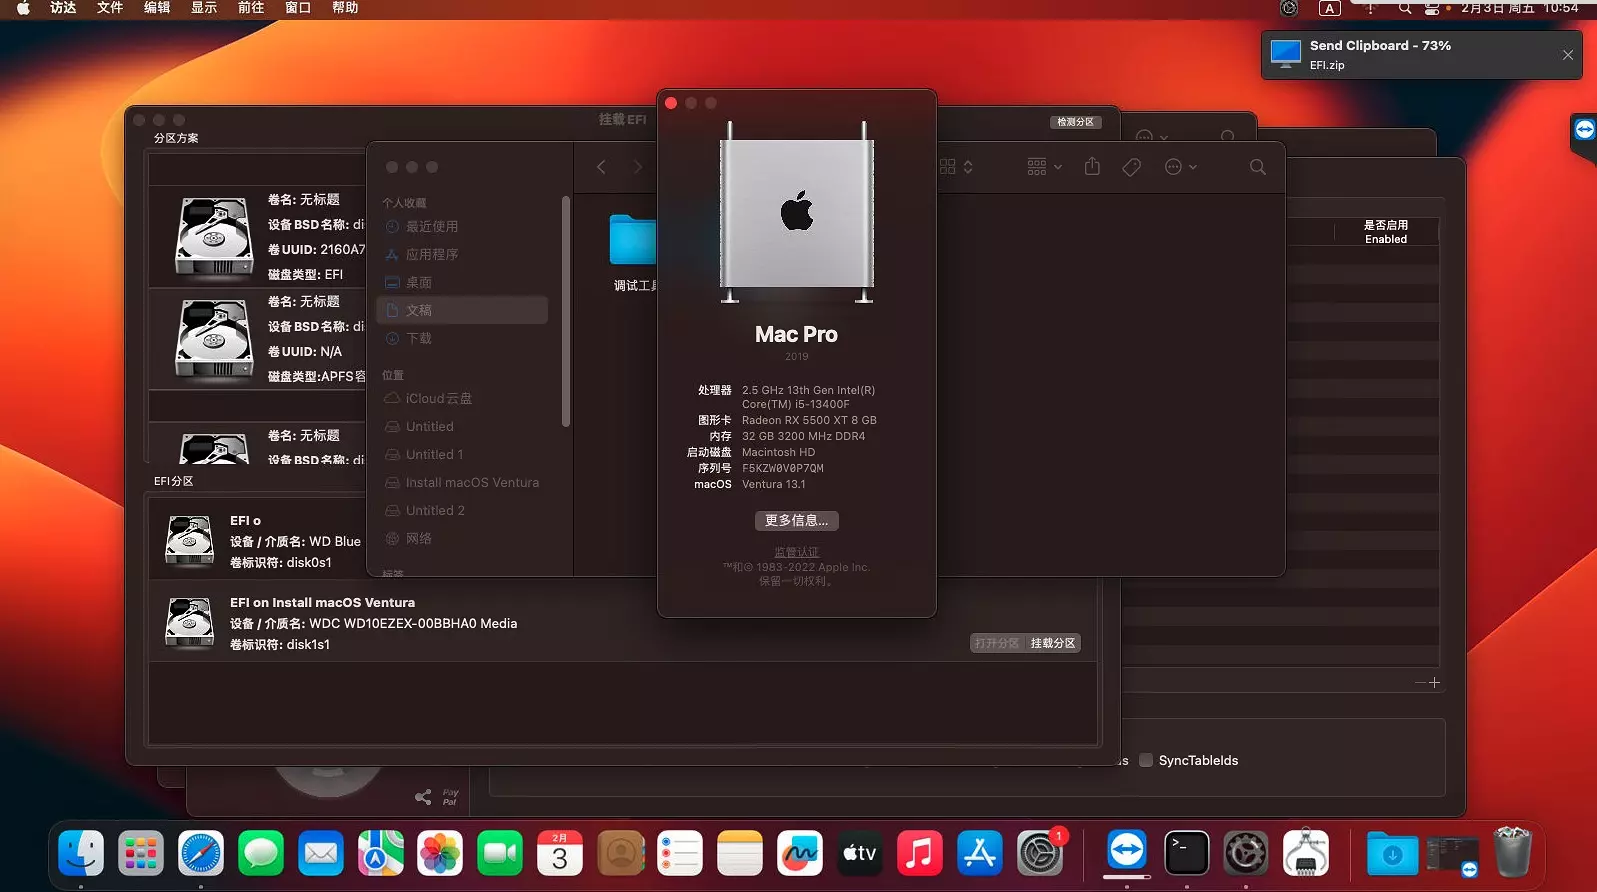 访达 文件 编辑 显示 前往 窗口 帮助
A
2月3日 周五 10:54
Send Clipboard - 73%
EFI.zip
挂载EFI
检测分区
分区方案
卷名: 无标题
设备 BSD 名称: di
卷 UUID: 2160A7
磁盘类型: EFI
卷名: 无标题
设备 BSD 名称: di
卷 UUID: N/A
磁盘类型:APFS容
卷名: 无标题
设备 BSD 名称: di
EFI分区
EFI o
设备 / 介质名: WD Blue
卷标识符: disk0s1
EFI on Install macOS Ventura
设备 / 介质名: WDC WD10EZEX-00BBHA0 Media
卷标识符: disk1s1
打开分区 挂载分区
个人收藏
最近使用
应用程序
桌面
文稿
下载
位置
iCloud云盘
Untitled
Untitled 1
Install macOS Ventura
Untitled 2
网络
标签
调试工具
Mac Pro
2019
处理器 2.5 GHz 13th Gen Intel(R)
Core(TM) i5-13400F
图形卡 Radeon RX 5500 XT 8 GB
内存 32 GB 3200 MHz DDR4
启动磁盘 Macintosh HD
序列号 F5KZW0V0P7QM
macOS Ventura 13.1
更多信息...
监管认证
™和© 1983-2022 Apple Inc.
保留一切权利。
是否启用
Enabled
SyncTableIds
Pay
Pal
2月
3
tv
1
>_